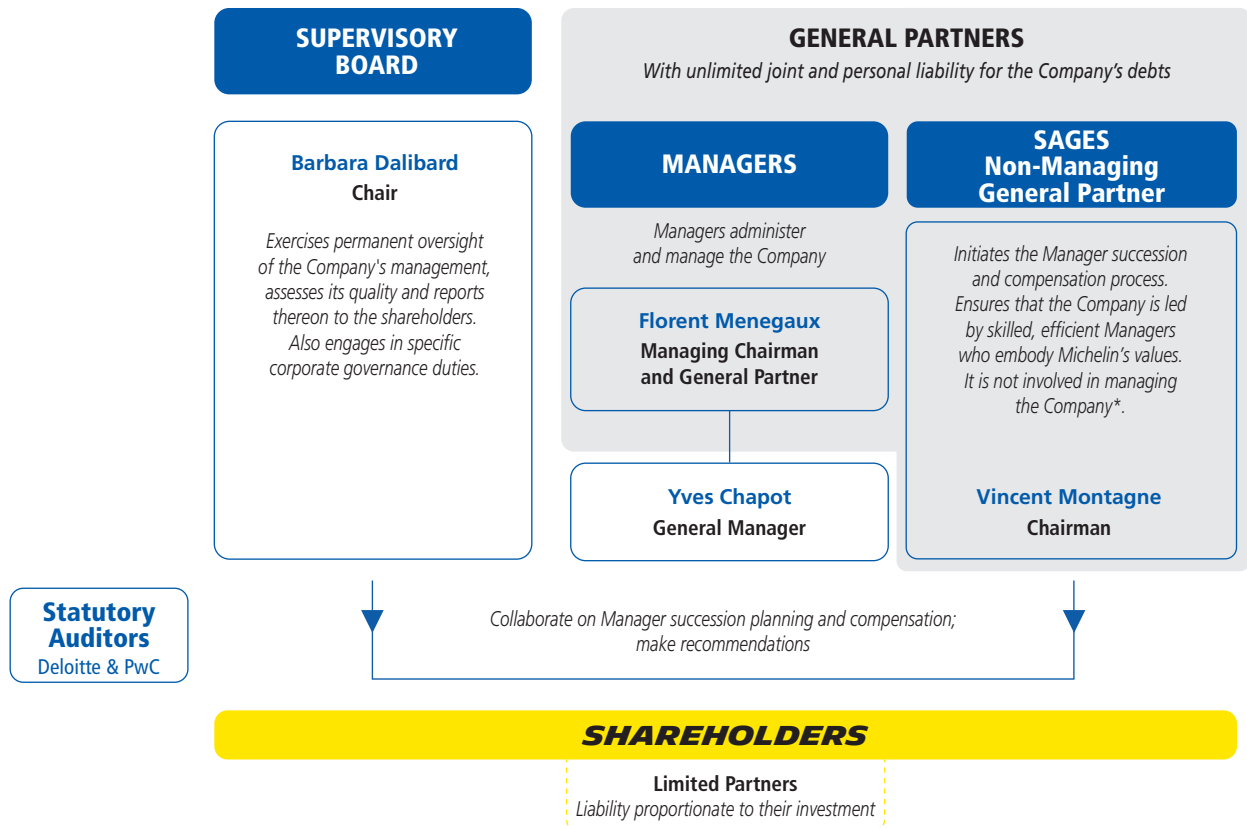 SUPERVISORY
BOARD
Barbara Dalibard
Chair
Exercises permanent oversight
of the Company's management,
assesses its quality and reports
thereon to the shareholders.
Also engages in specific
corporate governance duties.
GENERAL PARTNERS
With unlimited joint and personal liability for the Company’s debts
MANAGERS
Managers administer
and manage the Company
Florent Menegaux
Managing Chairman
and General Partner
Yves Chapot
General Manager
SAGES
Non-Managing
General Partner
Initiates the Manager succession
and compensation process.
Ensures that the Company is led
by skilled, efficient Managers
who embody Michelin’s values.
It is not involved in managing
the Company*.
Vincent Montagne
Chairman
Statutory
Auditors
Deloitte & PwC
Collaborate on Manager succession planning and compensation;
make recommendations
SHAREHOLDERS
Limited Partners
Liability proportionate to their investment